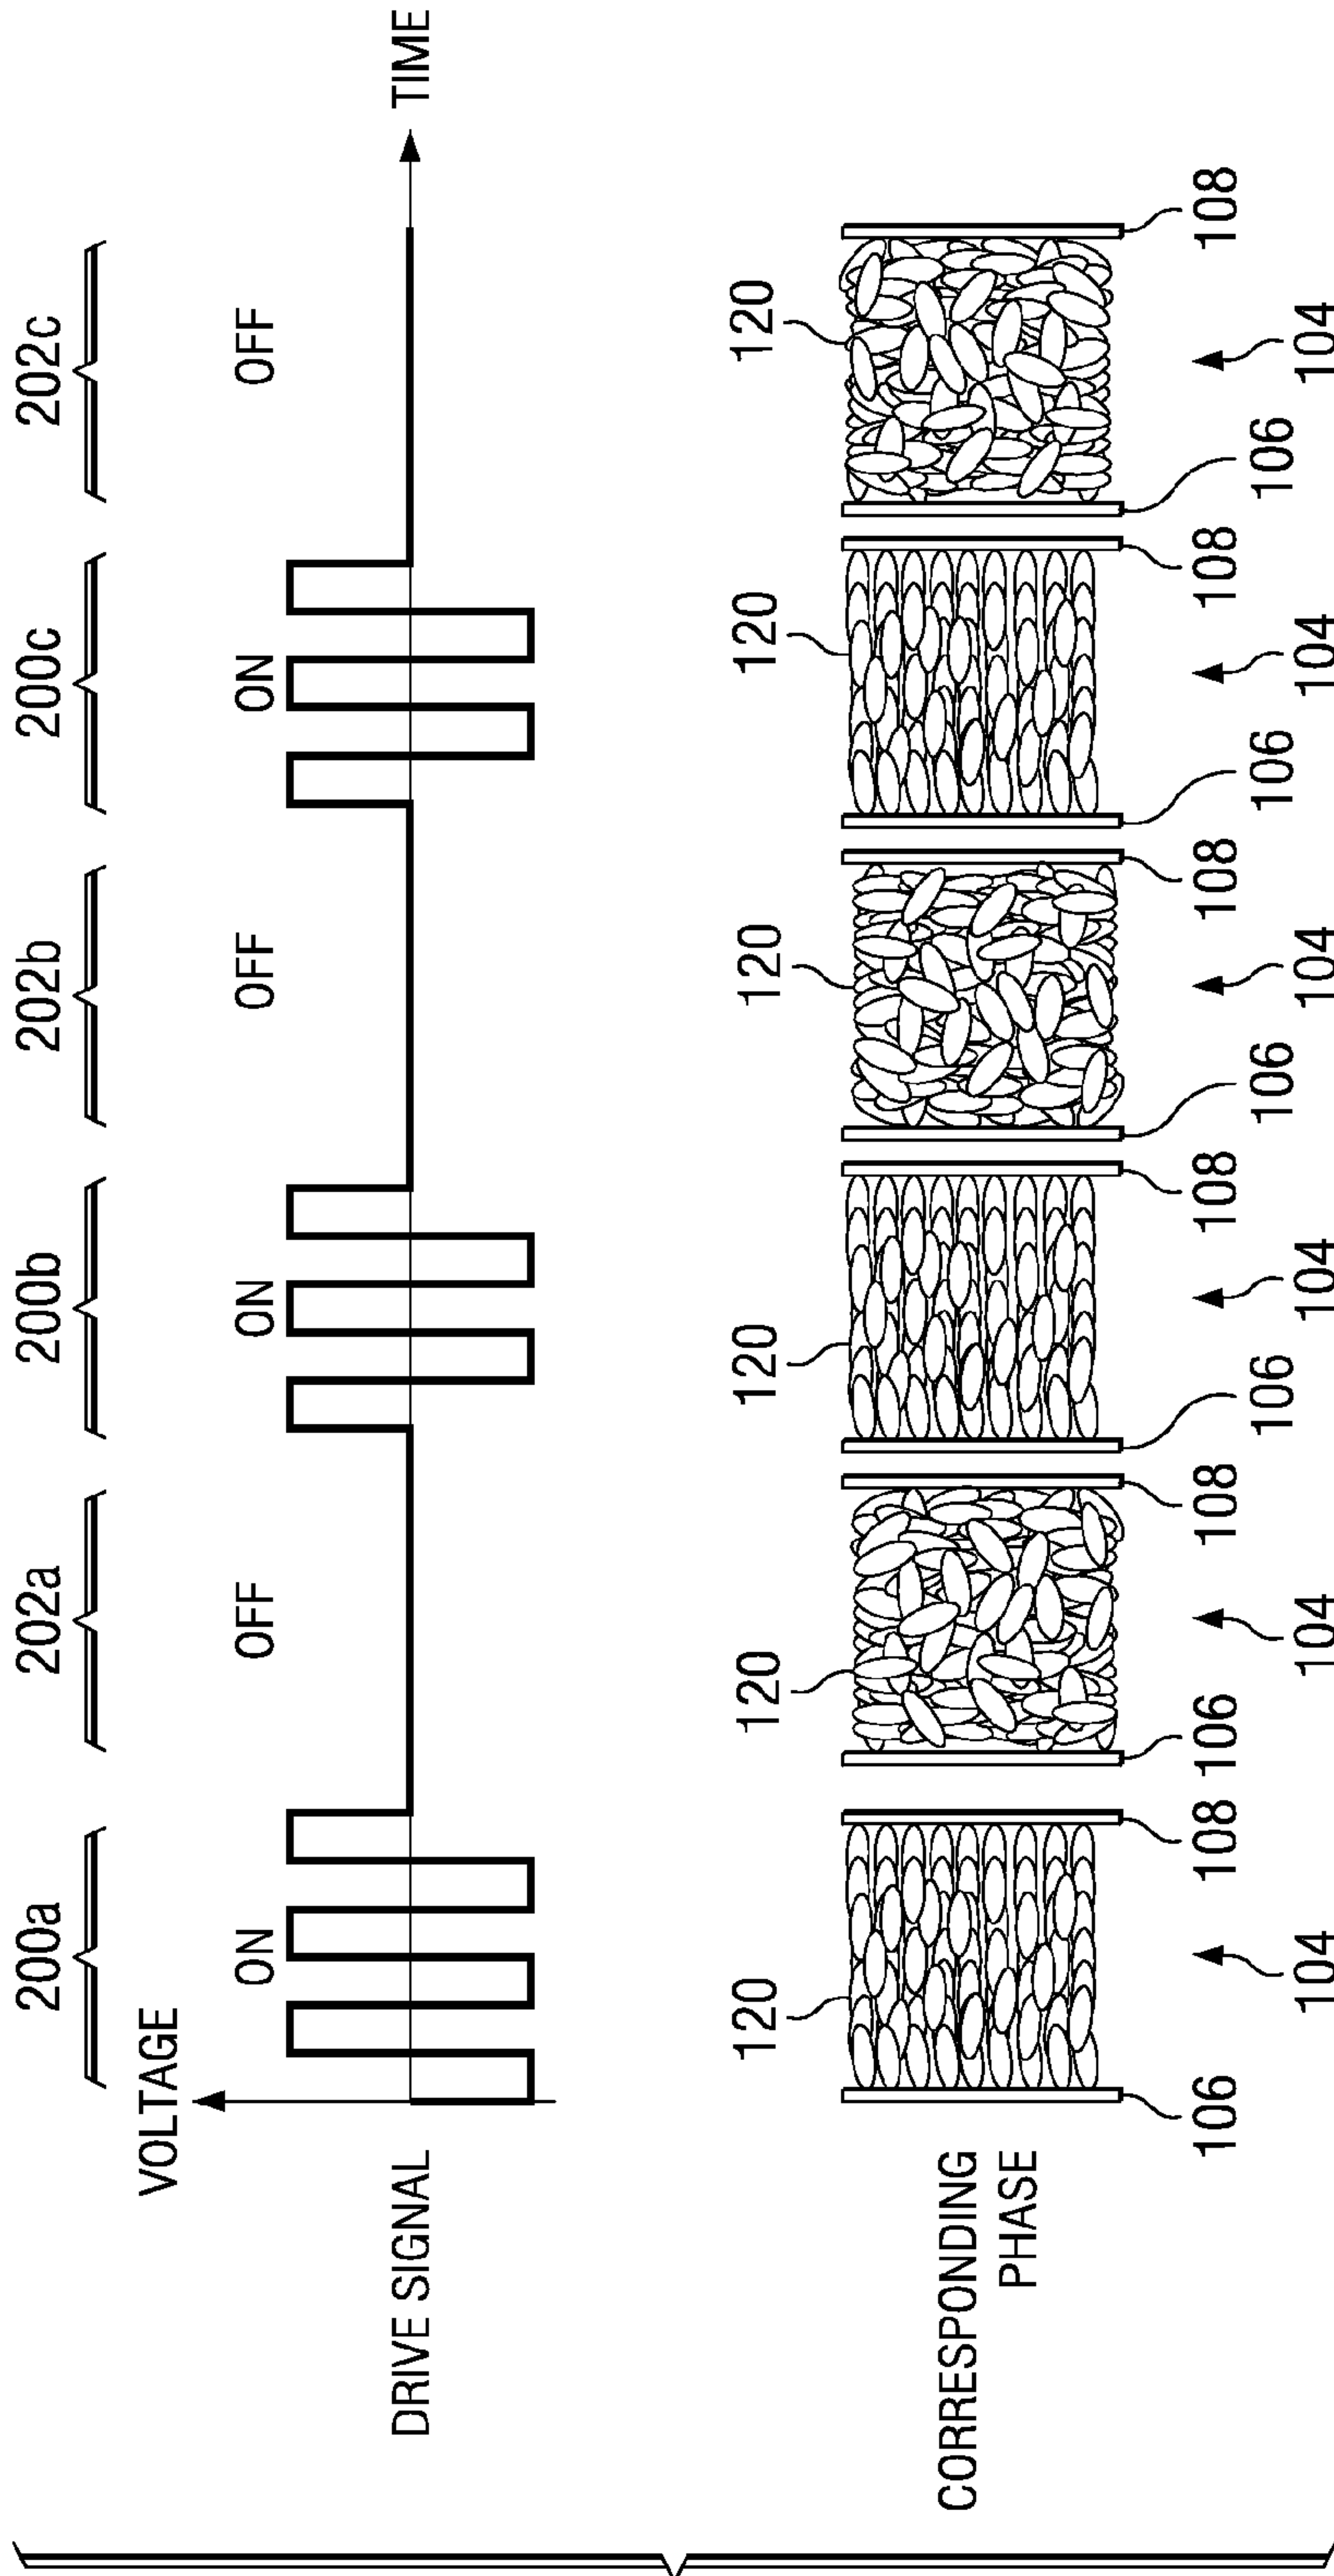 200a 202a 200b 202b 200c 202c
VOLTAGE
ON OFF ON OFF ON OFF
DRIVE SIGNAL
TIME
120 120 120 120 120 120
CORRESPONDING
PHASE
106 108 106 108 106 108 106 108 106 108 106 108
104 104 104 104 104 104